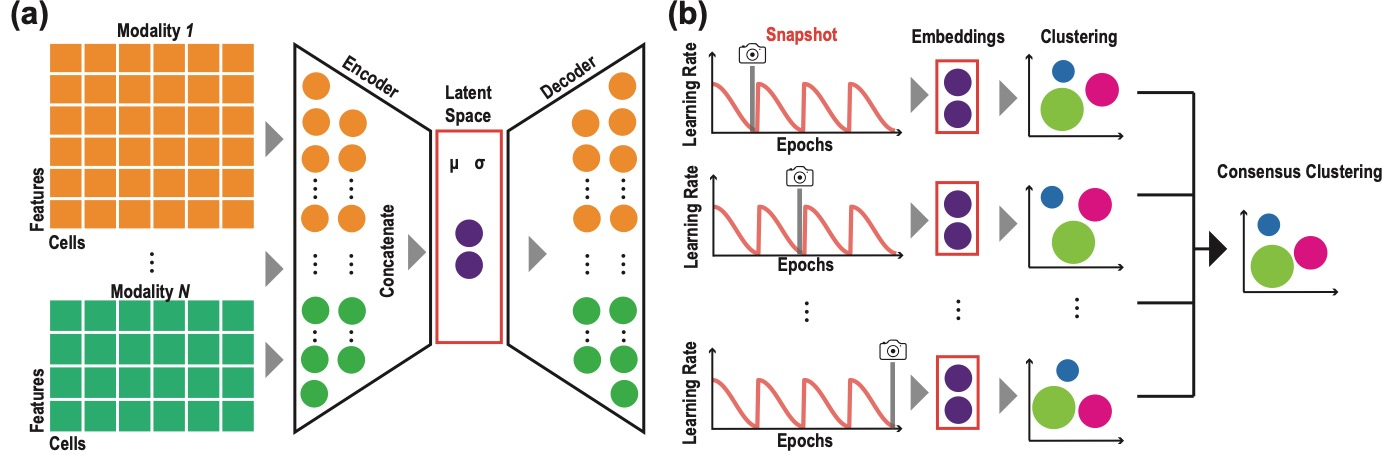 (a)
Modality 1
Features
Cells
Modality N
Features
Cells
Encoder
Concatenate
Latent
Space
μ σ
Decoder
(b)
Snapshot
Embeddings
Clustering
Learning Rate
Epochs
Learning Rate
Epochs
Learning Rate
Epochs
Consensus Clustering